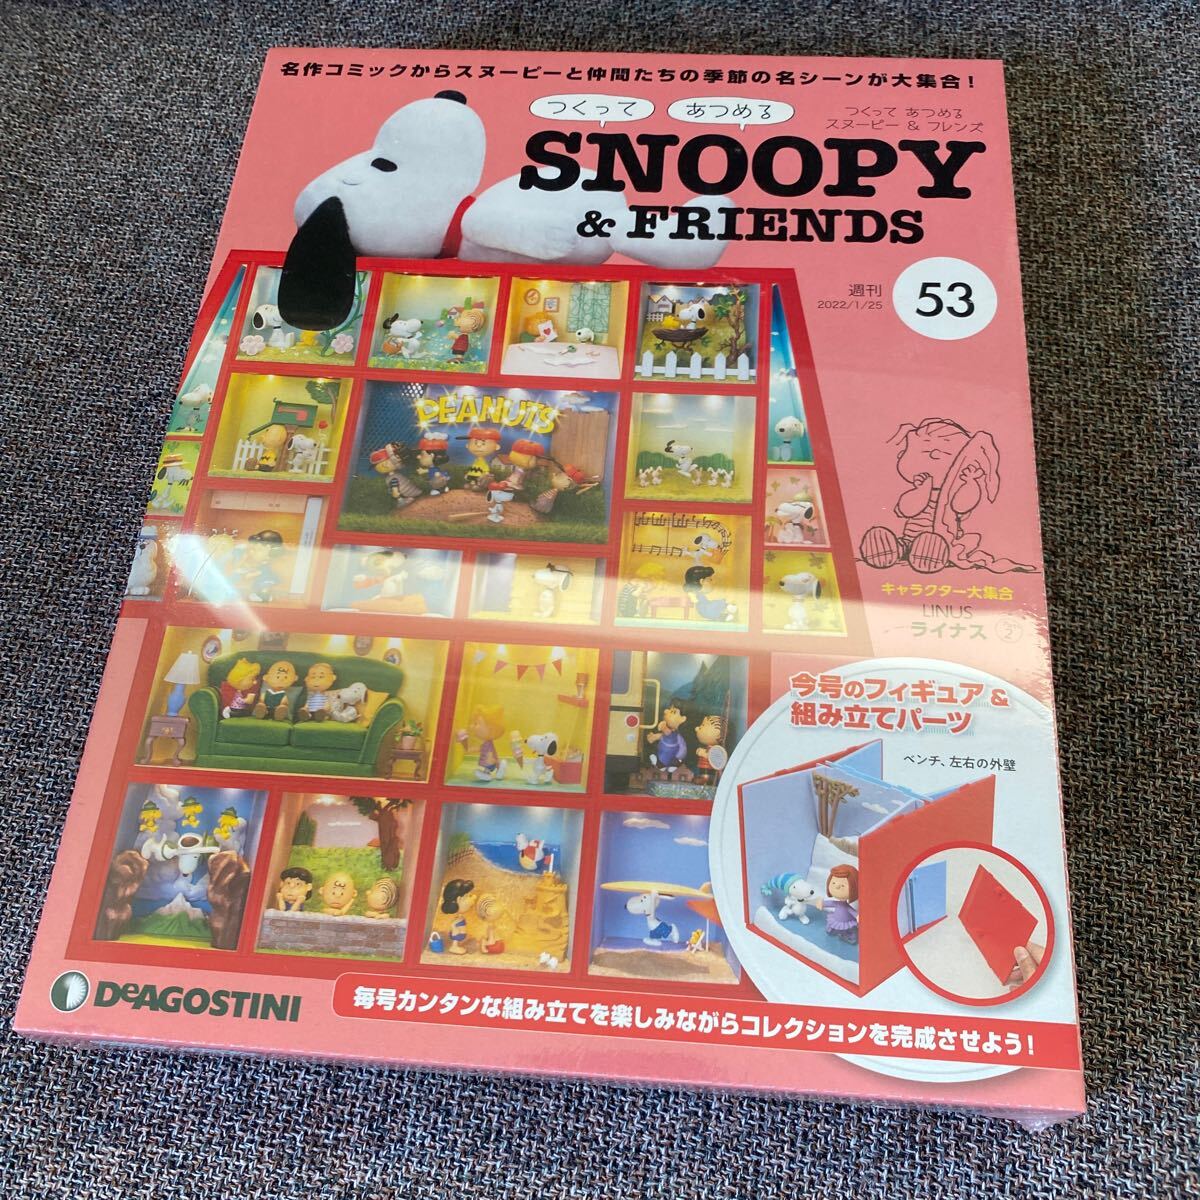 名作コミックからスヌーピーと仲間たちの季節の名シーンが大集合！
つくって あつめる
つくって あつめる
スヌーピー & フレンズ
SNOOPY
& FRIENDS
週刊
2022/1/25
53
PEANUTS
キャラクター大集合
LINUS
ライナス
Part
2
今号のフィギュア&
組み立てパーツ
ベンチ、左右の外壁
DeAGOSTINI
毎号カンタンな組み立てを楽しみながらコレクションを完成させよう！